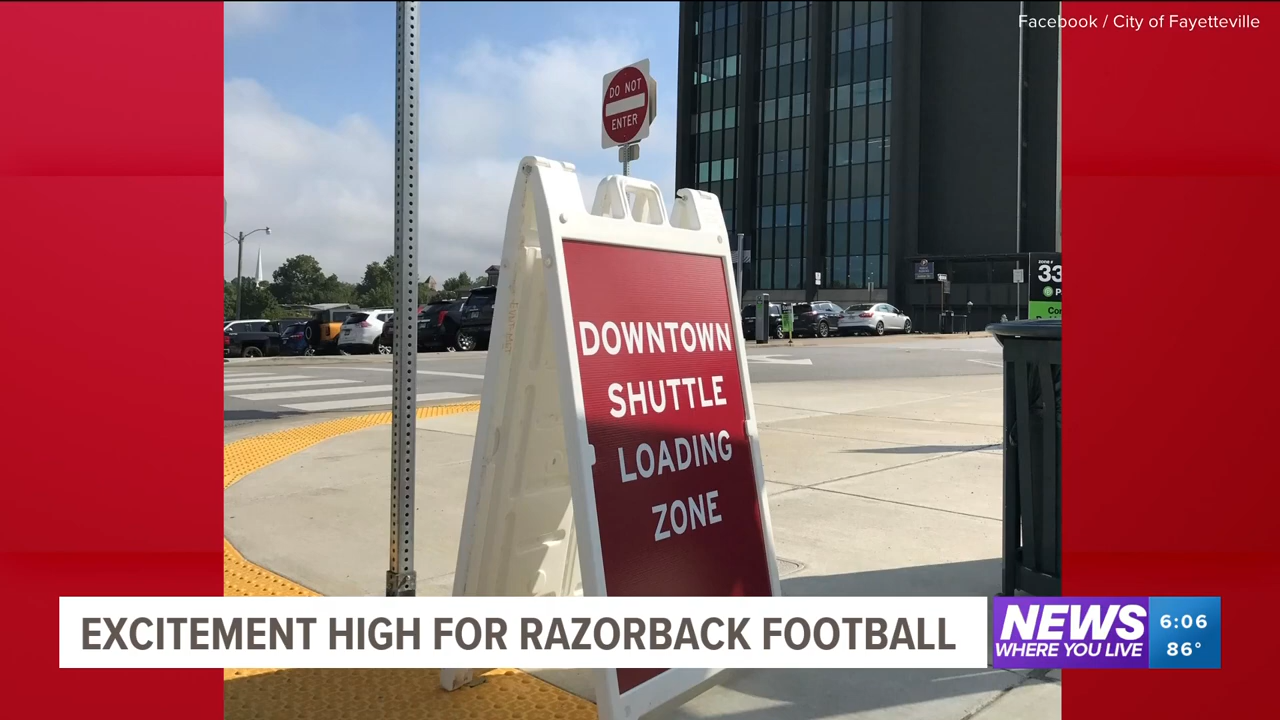 Facebook / City of Fayetteville
DO NOT
ENTER
DOWNTOWN
SHUTTLE
LOADING
ZONE
33
EXCITEMENT HIGH FOR RAZORBACK FOOTBALL
NEWS
WHERE YOU LIVE
6:06
86°